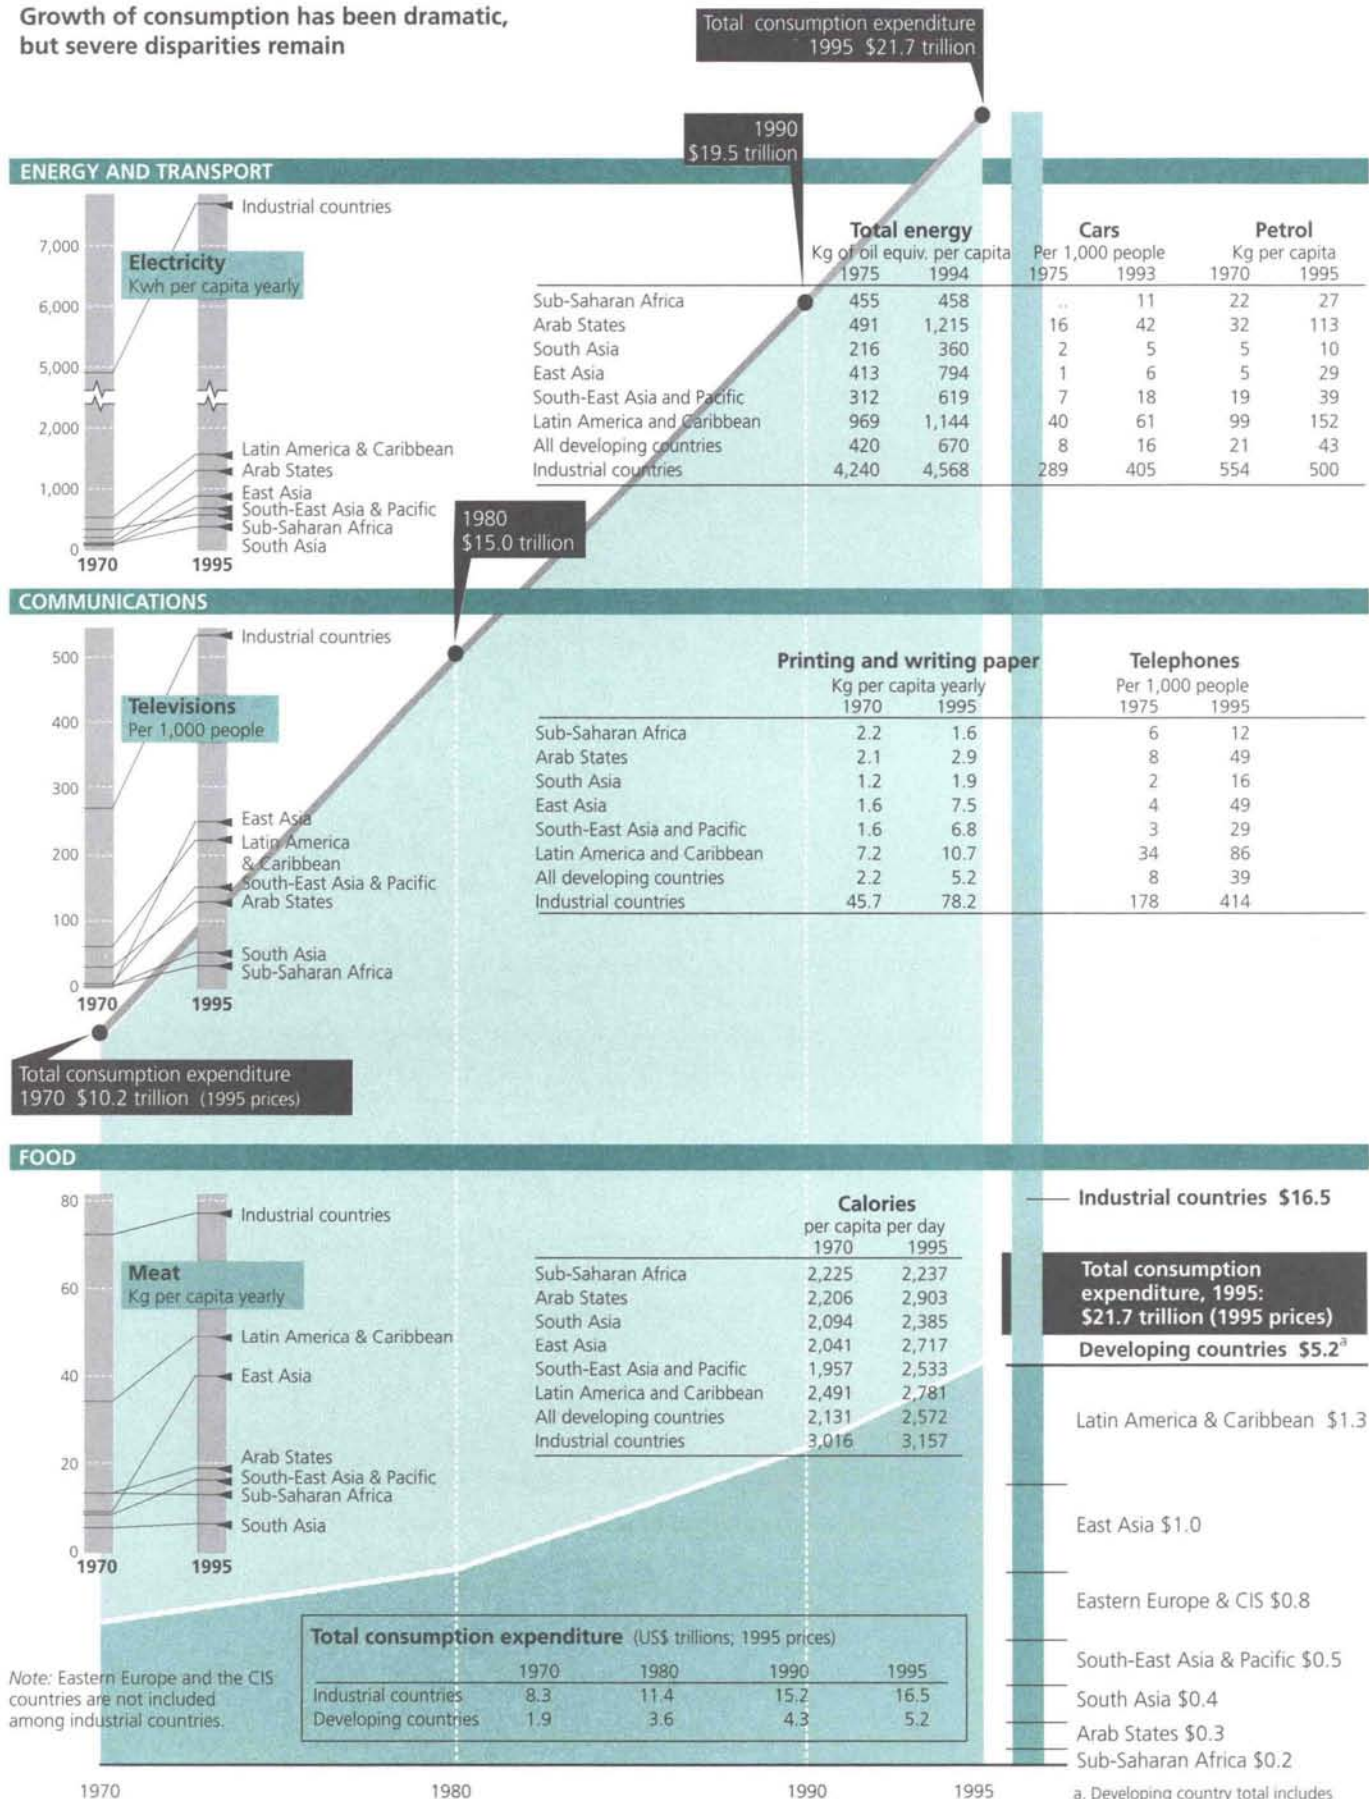 Growth of consumption has been dramatic,
but severe disparities remain
Total consumption expenditure
1995 $21.7 trillion
1990
$19.5 trillion
ENERGY AND TRANSPORT
Industrial countries
7,000
Electricity
Kwh per capita yearly
6,000
5,000
2,000
Latin America & Caribbean
Arab States
1,000
East Asia
South-East Asia & Pacific
Sub-Saharan Africa
South Asia
0
1970 1995
Total energy Cars Petrol
Kg of oil equiv. per capita Per 1,000 people Kg per capita
1975 1994 1975 1993 1970 1995
Sub-Saharan Africa 455 458 .. 11 22 27
Arab States 491 1,215 16 42 32 113
South Asia 216 360 2 5 5 10
East Asia 413 794 1 6 5 29
South-East Asia and Pacific 312 619 7 18 19 39
Latin America and Caribbean 969 1,144 40 61 99 152
All developing countries 420 670 8 16 21 43
Industrial countries 4,240 4,568 289 405 554 500
1980
$15.0 trillion
COMMUNICATIONS
Industrial countries
500
Televisions
Per 1,000 people
400
300
East Asia
Latin America
& Caribbean
200
South-East Asia & Pacific
Arab States
100
South Asia
Sub-Saharan Africa
0
1970 1995
Printing and writing paper Telephones
Kg per capita yearly Per 1,000 people
1970 1995 1975 1995
Sub-Saharan Africa 2.2 1.6 6 12
Arab States 2.1 2.9 8 49
South Asia 1.2 1.9 2 16
East Asia 1.6 7.5 4 49
South-East Asia and Pacific 1.6 6.8 3 29
Latin America and Caribbean 7.2 10.7 34 86
All developing countries 2.2 5.2 8 39
Industrial countries 45.7 78.2 178 414
Total consumption expenditure
1970 $10.2 trillion (1995 prices)
FOOD
80
Industrial countries
Meat
Kg per capita yearly
60
Latin America & Caribbean
40
East Asia
20
Arab States
South-East Asia & Pacific
Sub-Saharan Africa
South Asia
0
1970 1995
Calories
per capita per day
1970 1995
Sub-Saharan Africa 2,225 2,237
Arab States 2,206 2,903
South Asia 2,094 2,385
East Asia 2,041 2,717
South-East Asia and Pacific 1,957 2,533
Latin America and Caribbean 2,491 2,781
All developing countries 2,131 2,572
Industrial countries 3,016 3,157
Industrial countries $16.5
Total consumption
expenditure, 1995:
$21.7 trillion (1995 prices)
Developing countries $5.2a
Latin America & Caribbean $1.3
East Asia $1.0
Eastern Europe & CIS $0.8
South-East Asia & Pacific $0.5
South Asia $0.4
Arab States $0.3
Sub-Saharan Africa $0.2
Total consumption expenditure (US$ trillions; 1995 prices)
1970 1980 1990 1995
Industrial countries 8.3 11.4 15.2 16.5
Developing countries 1.9 3.6 4.3 5.2
Note: Eastern Europe and the CIS
countries are not included
among industrial countries.
1970 1980 1990 1995
a. Developing country total includes